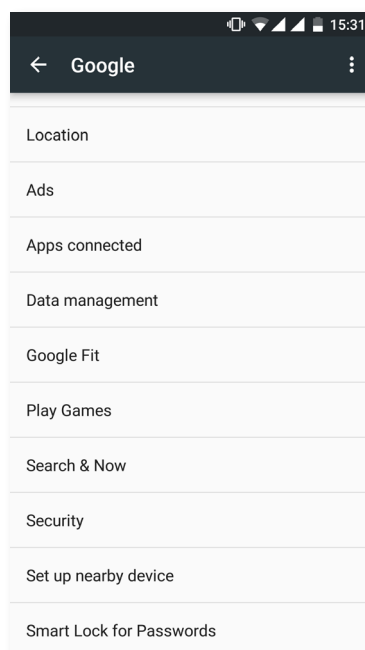 15:31
Google
Location
Ads
Apps connected
Data management
Google Fit
Play Games
Search & Now
Security
Set up nearby device
Smart Lock for Passwords